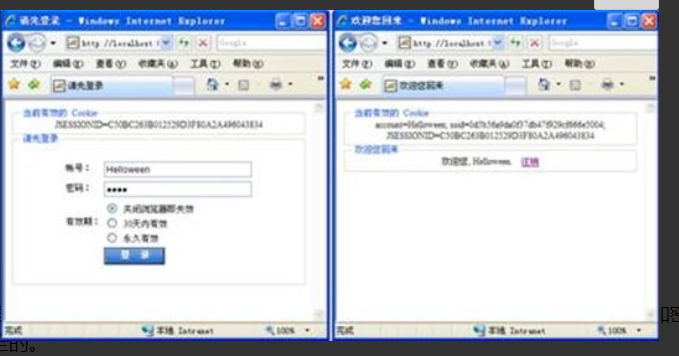 请先登录 - Windows Internet Explorer
http://localhost
Google
文件(F) 编辑(E) 查看(V) 收藏夹(A) 工具(T) 帮助(H)
请先登录
当前有效的 Cookie
请先登录
帐号： Helloween
密码： ••••
有效期： 关闭浏览器即失效
30天内有效
永久有效
登 录
完成 本地 Intranet 100%
欢迎您回来 - Windows Internet Explorer
http://localhost
Google
文件(F) 编辑(E) 查看(V) 收藏夹(A) 工具(T) 帮助(H)
欢迎您回来
当前有效的 Cookie
account=Helloween;
欢迎您回来
欢迎您, Helloween. 注销
完成 本地 Intranet 100%
的。